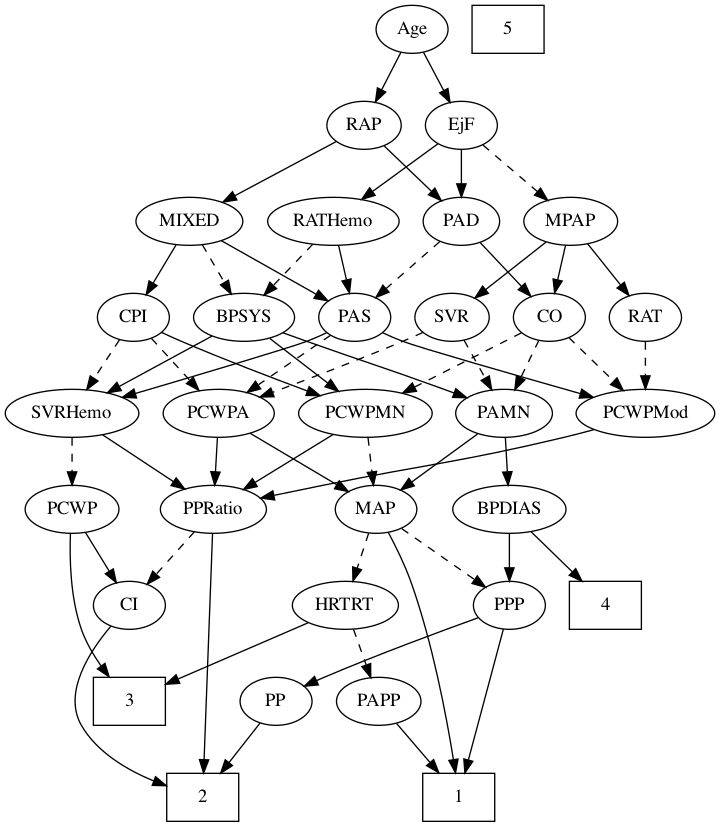 Age
5
RAP
EjF
MIXED
RATHemo
PAD
MPAP
CPI
BPSYS
PAS
SVR
CO
RAT
SVRHemo
PCWPA
PCWPMN
PAMN
PCWPMod
PCWP
PPRatio
MAP
BPDIAS
CI
HRTRT
PPP
4
3
PP
PAPP
2
1